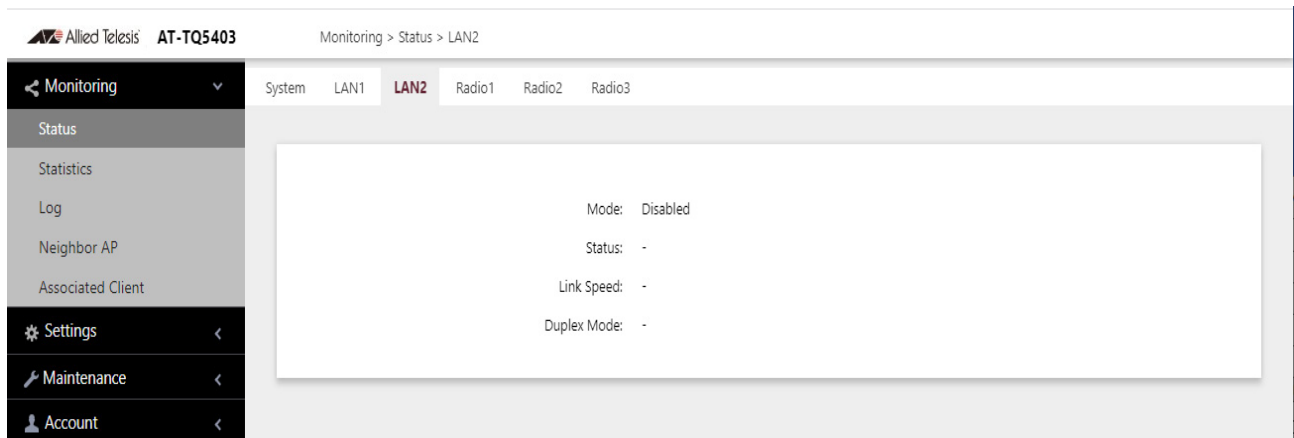 Allied Telesis AT-TQ5403
Monitoring > Status > LAN2
Monitoring
Status
Statistics
Log
Neighbor AP
Associated Client
Settings
Maintenance
Account
System LAN1 LAN2 Radio1 Radio2 Radio3
Mode: Disabled
Status: -
Link Speed: -
Duplex Mode: -